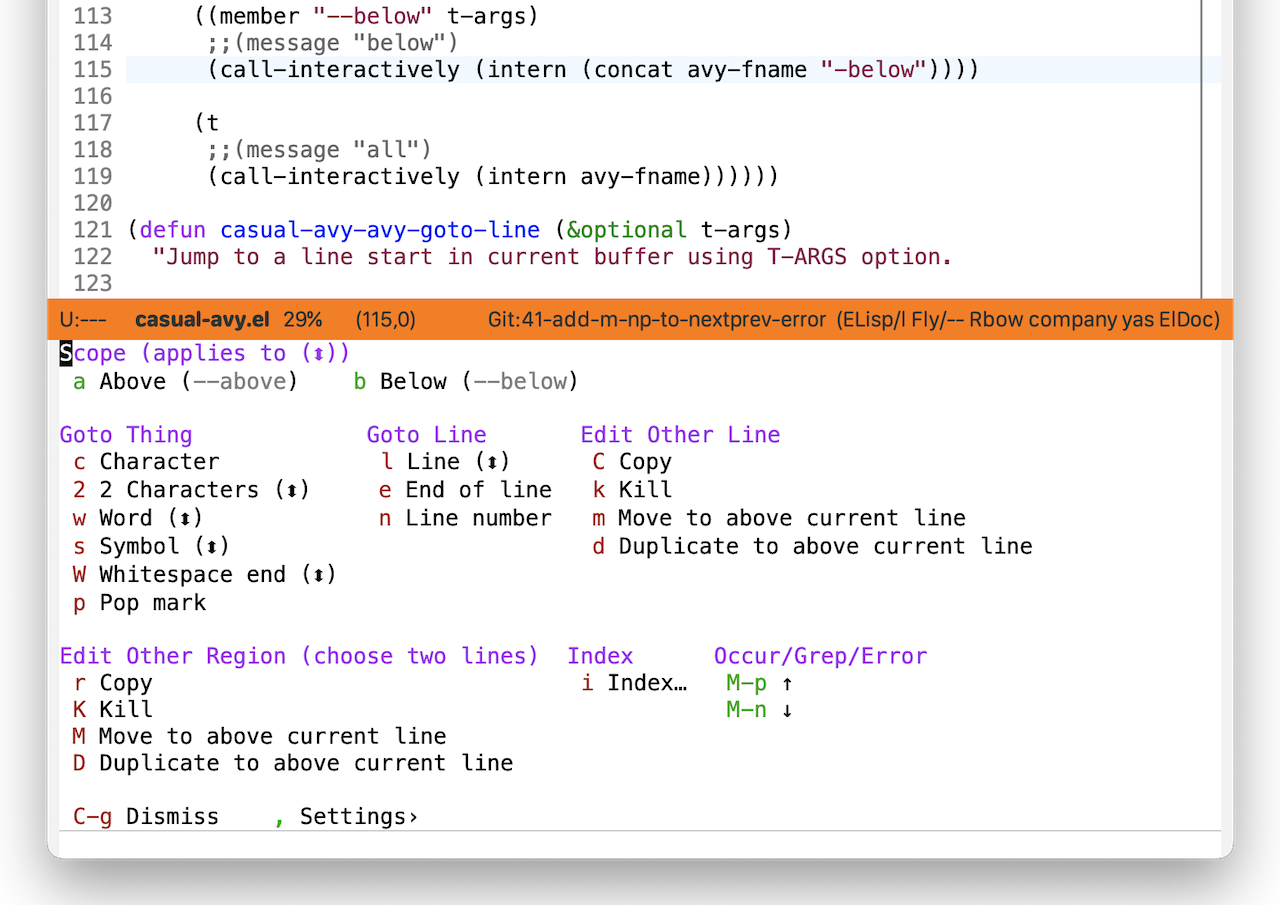 113      ((member "--below" t-args)
114       ;;(message "below")
115       (call-interactively (intern (concat avy-fname "-below"))))
116
117      (t
118       ;;(message "all")
119       (call-interactively (intern avy-fname))))))
120
121 (defun casual-avy-avy-goto-line (&optional t-args)
122   "Jump to a line start in current buffer using T-ARGS option.
123
U:--- casual-avy.el 29% (115,0) Git:41-add-m-np-to-nextprev-error (ELisp/l Fly/-- Rbow company yas ElDoc)
Scope (applies to (⬍))
a Above (--above) b Below (--below)
Goto Thing Goto Line Edit Other Line
c Character l Line (⬍) C Copy
2 2 Characters (⬍) e End of line k Kill
w Word (⬍) n Line number m Move to above current line
s Symbol (⬍) d Duplicate to above current line
W Whitespace end (⬍)
p Pop mark
Edit Other Region (choose two lines) Index Occur/Grep/Error
r Copy i Index… M-p ↑
K Kill M-n ↓
M Move to above current line
D Duplicate to above current line
C-g Dismiss , Settings›